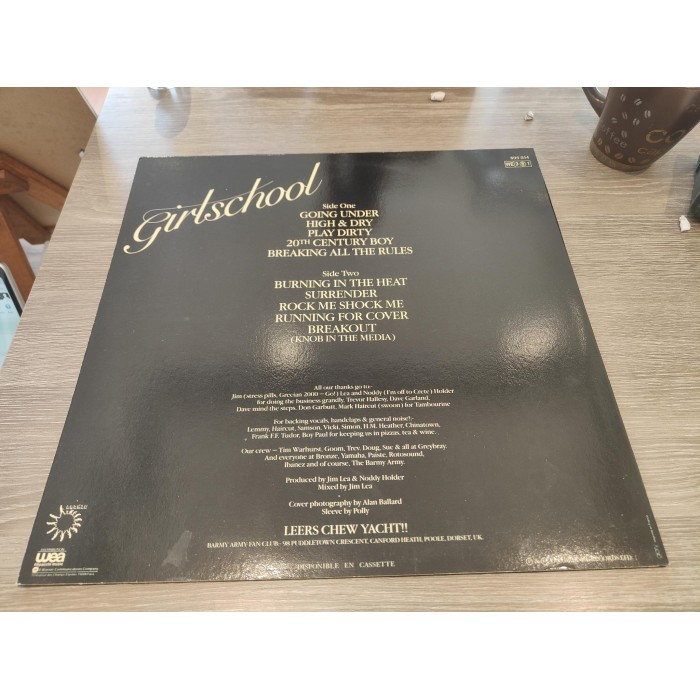 Girlschool
Side One
GOING UNDER
HIGH & DRY
PLAY DIRTY
20TH CENTURY BOY
BREAKING ALL THE RULES
Side Two
BURNING IN THE HEAT
SURRENDER
ROCK ME SHOCK ME
RUNNING FOR COVER
BREAKOUT
(KNOB IN THE MEDIA)
All our thanks go to:-
Jim (stress pills, Grecian 2000 – Go!) Lea and Noddy (I'm off to Crete) Holder
for doing the business grandly, Trevor Hallesy, Dave Garland,
Dave mind the steps, Don Garbutt, Mark Haircut (swoon) for Tambourine
For backing vocals, handclaps & general noise!:-
Lemmy, Haircut, Samson, Vicki, Simon, H.M. Heather, Chinatown,
Frank F.F. Tudor, Boy Paul for keeping us in pizzas, tea & wine.
Our crew – Tim Warhurst, Goom, Trev, Doug, Sue & all at Greybray.
And everyone at Bronze, Yamaha, Paiste, Rotosound,
Ibanez and of course, The Barmy Army.
Produced by Jim Lea & Noddy Holder
Mixed by Jim Lea
Cover photography by Alan Ballard
Sleeve by Polly
LEERS CHEW YACHT!!
BARMY ARMY FAN CLUB:- 98 PUDDLETOWN CRESCENT, CANFORD HEATH, POOLE, DORSET, UK.
wea
DISPONIBLE EN CASSETTE
RECORDS LTD
coffee
CO